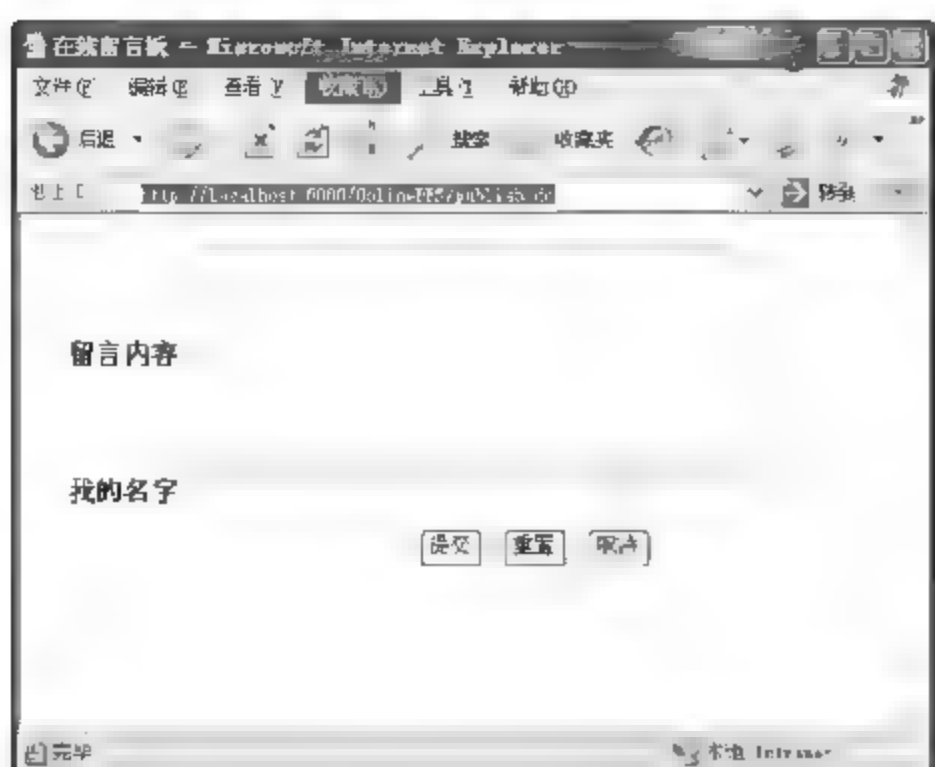 在线留言板 - Microsoft Internet Explorer
文件(F) 编辑(E) 查看(V) 收藏(A) 工具(T) 帮助(H)
后退 搜索 收藏夹
转到
留言内容
我的名字
提交 重置
完毕 本地 Intranet